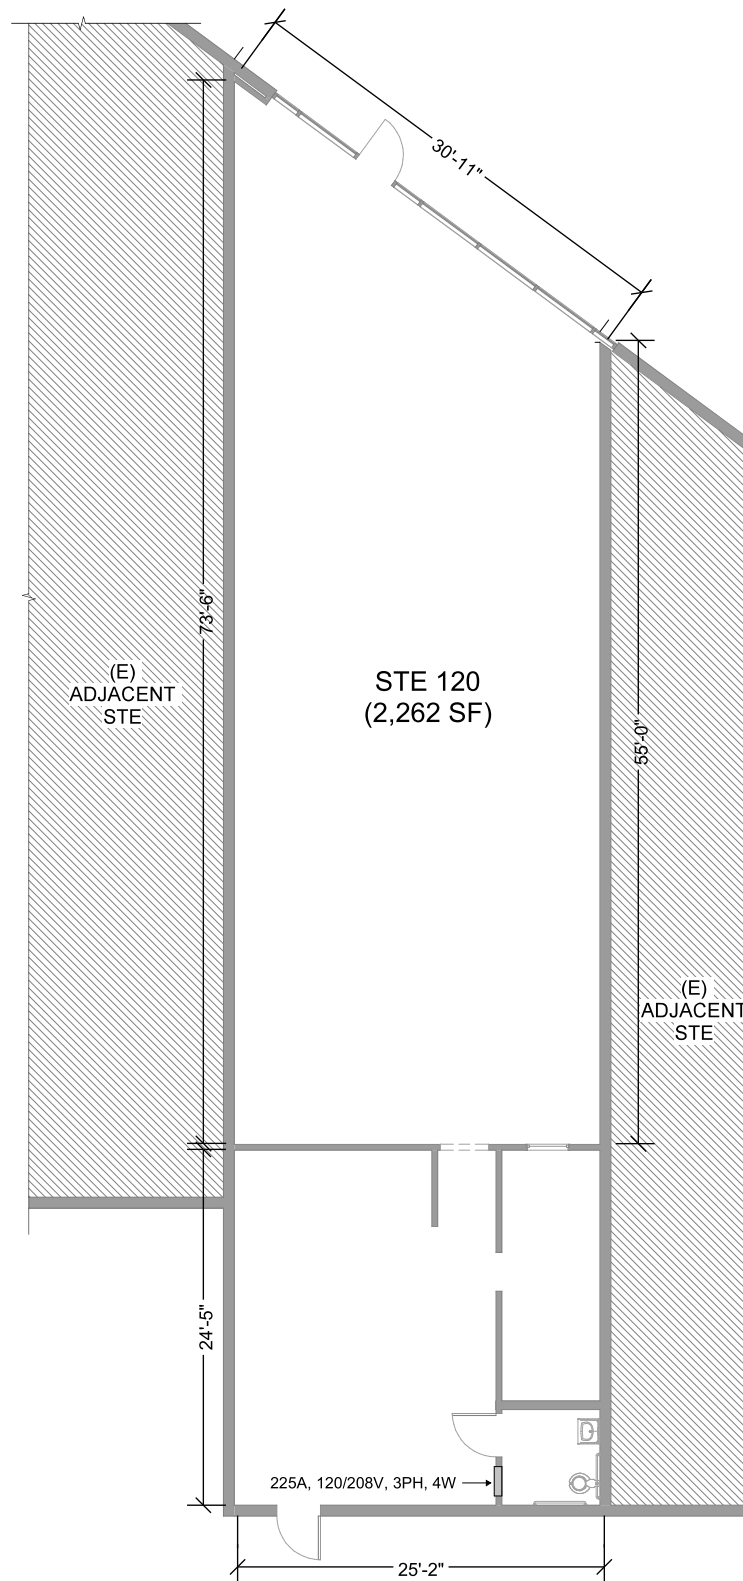 30'-11"
73'-6"
(E)
ADJACENT
STE
STE 120
(2,262 SF)
55'-0"
(E)
ADJACENT
STE
24'-5"
225A, 120/208V, 3PH, 4W
25'-2"